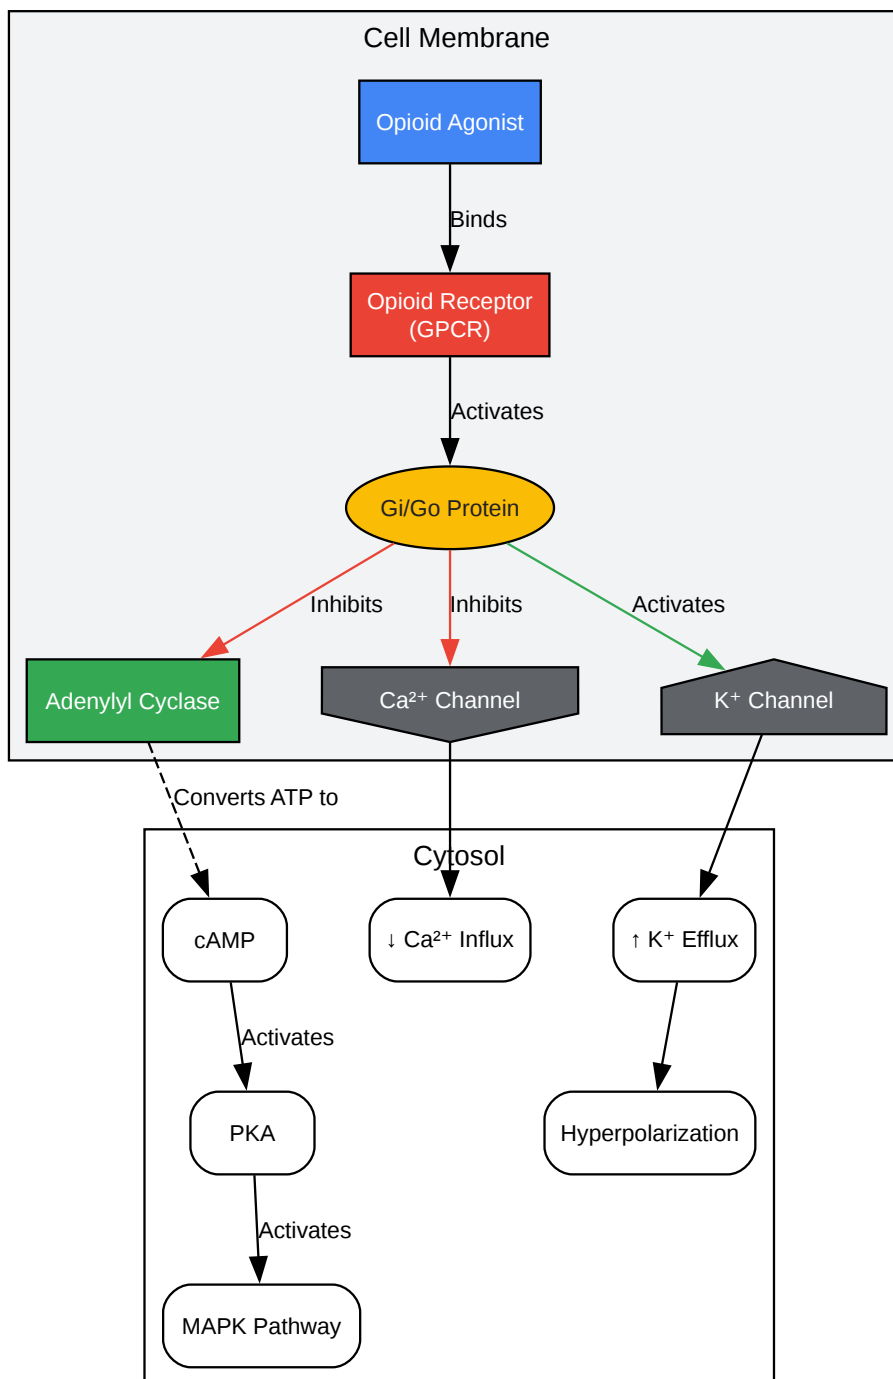 Cell Membrane
Opioid Agonist
Binds
Opioid Receptor
(GPCR)
Activates
Gi/Go Protein
Inhibits
Inhibits
Activates
Adenylyl Cyclase
Ca²⁺ Channel
K⁺ Channel
Converts ATP to
Cytosol
cAMP
↓ Ca²⁺ Influx
↑ K⁺ Efflux
Activates
PKA
Hyperpolarization
Activates
MAPK Pathway